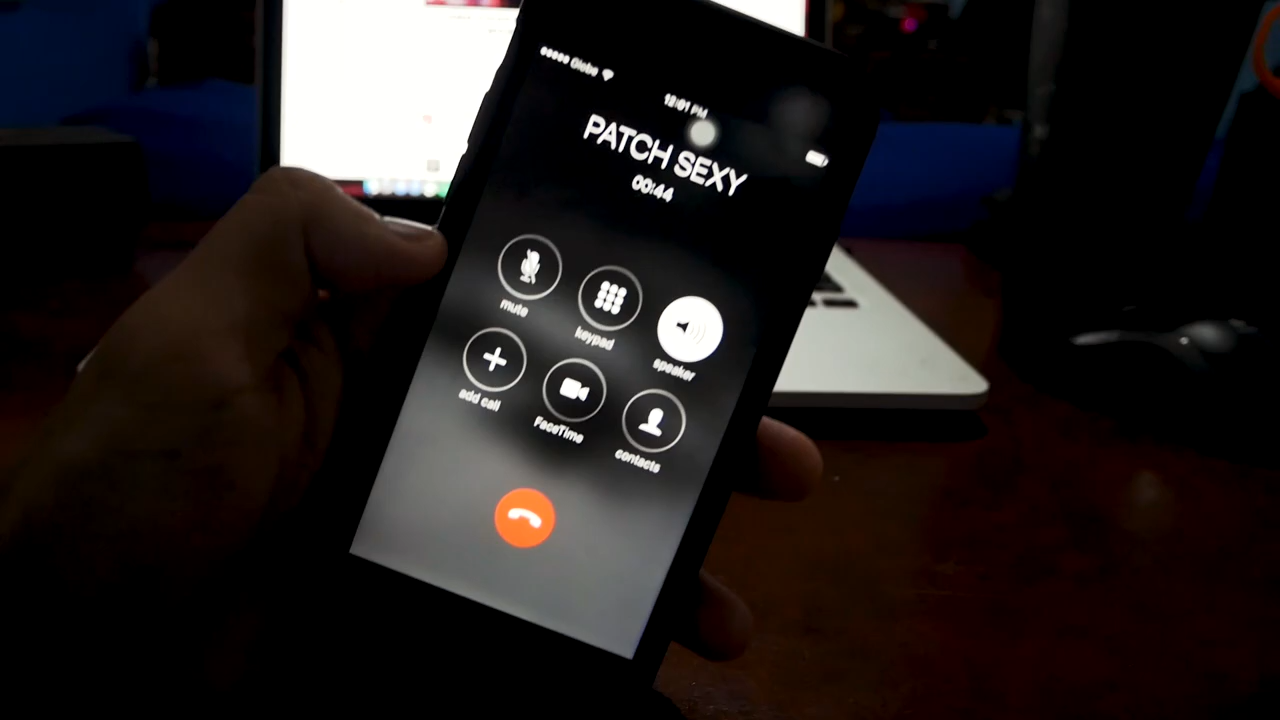 Globe
12:01 PM
PATCH SEXY
00:44
mute
keypad
speaker
add call
FaceTime
contacts